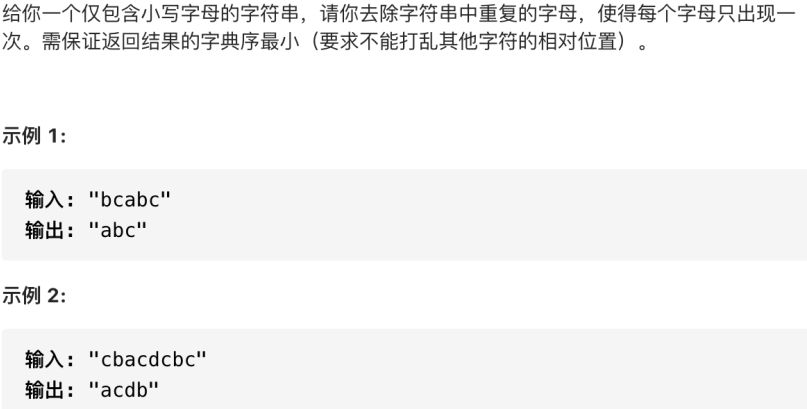 给你一个仅包含小写字母的字符串，请你去除字符串中重复的字母，使得每个字母只出现一
次。需保证返回结果的字典序最小（要求不能打乱其他字符的相对位置）。
示例 1:
输入: "bcabc"
输出: "abc"
示例 2:
输入: "cbacdcbc"
输出: "acdb"